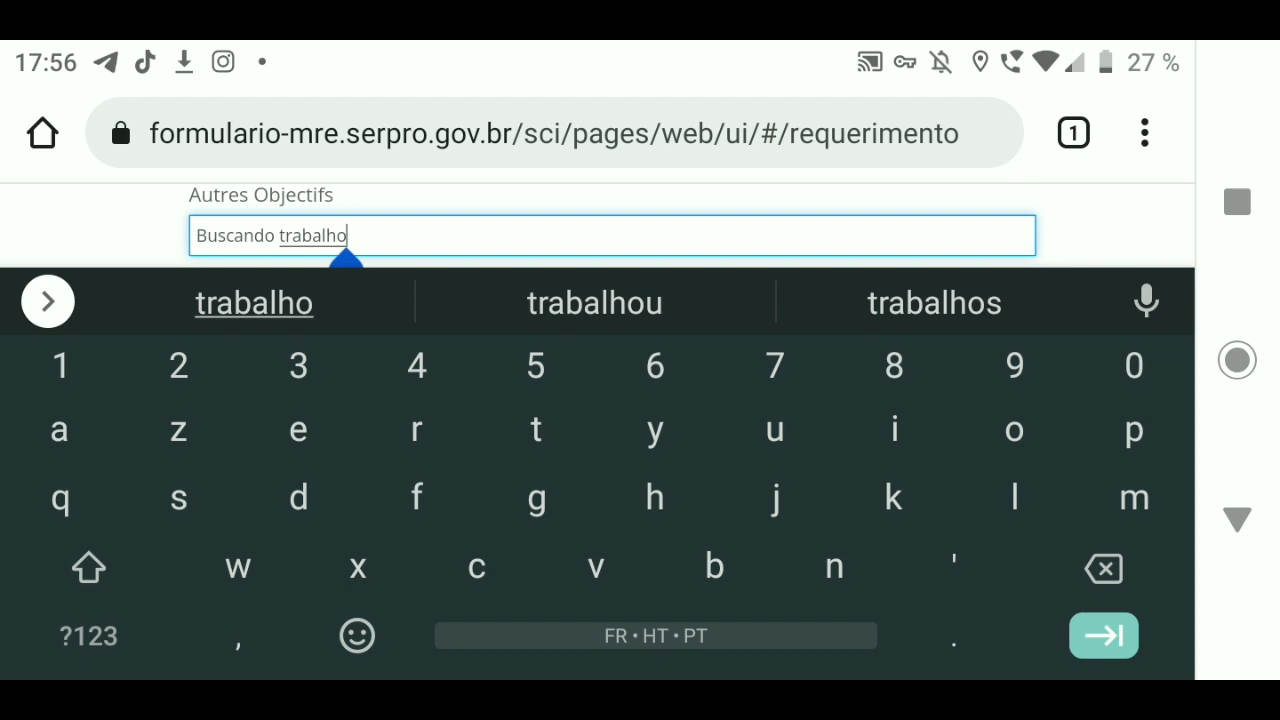 17:56 27 %
formulario-mre.serpro.gov.br/sci/pages/web/ui/#/requerimento 1
Autres Objectifs
Buscando trabalho
trabalho trabalhou trabalhos
1 2 3 4 5 6 7 8 9 0
a z e r t y u i o p
q s d f g h j k l m
w x c v b n '
?123 , FR • HT • PT .